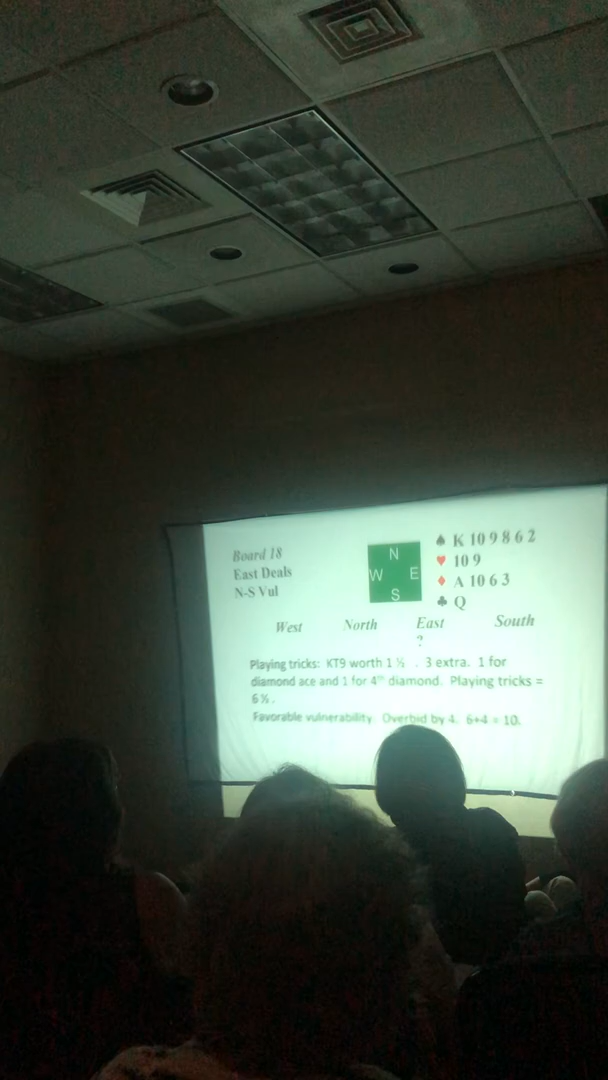 Board 18
East Deals
N-S Vul
N
W E
S
♠ K 10 9 8 6 2
♥ 10 9
♦ A 10 6 3
♣ Q
West North East South
?
Playing tricks: KT9 worth 1 ½ . 3 extra. 1 for
diamond ace and 1 for 4th diamond. Playing tricks =
6 ½ .
Favorable vulnerability. Overbid by 4. 6+4 = 10.